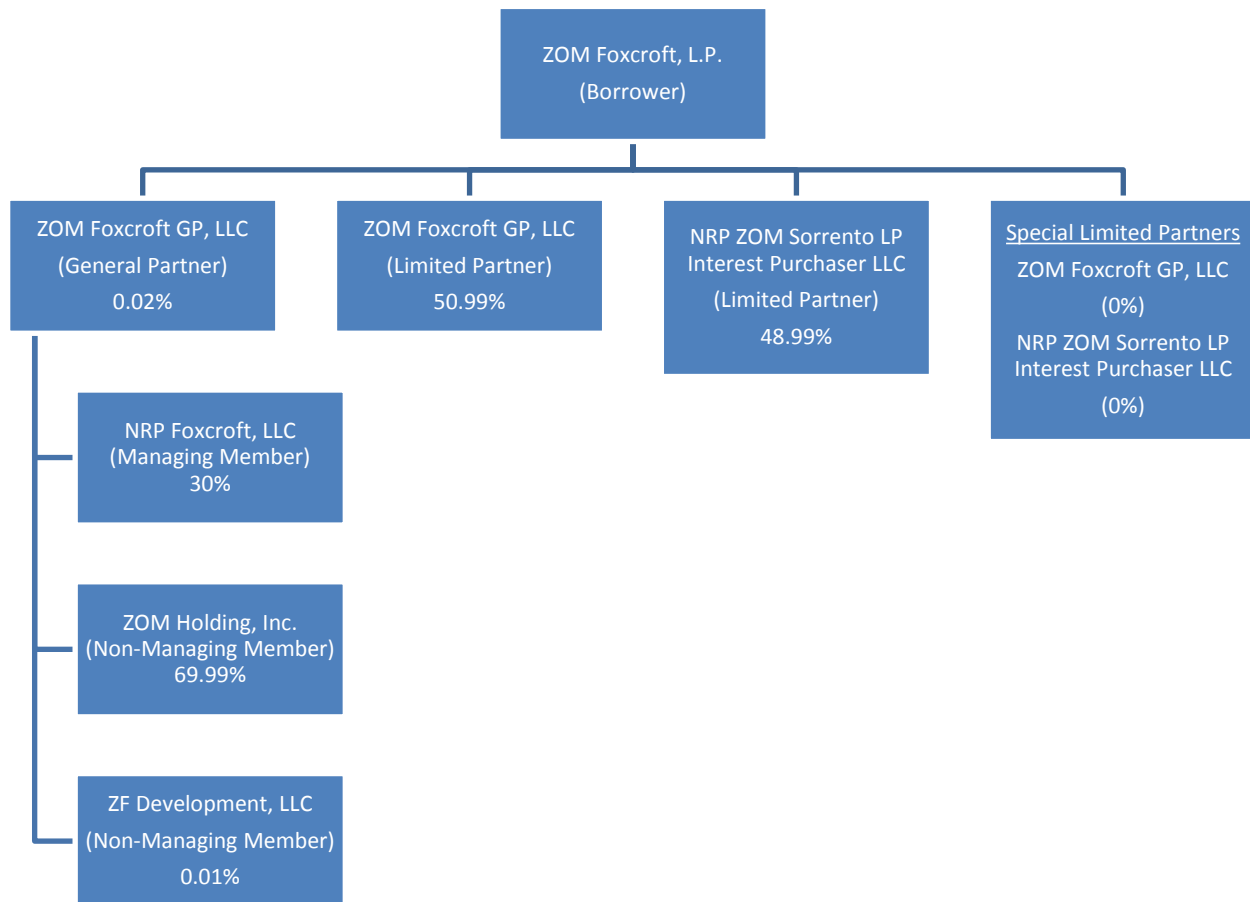 ZOM Foxcroft, L.P.
(Borrower)
ZOM Foxcroft GP, LLC
(General Partner)
0.02%
ZOM Foxcroft GP, LLC
(Limited Partner)
50.99%
NRP ZOM Sorrento LP
Interest Purchaser LLC
(Limited Partner)
48.99%
Special Limited Partners
ZOM Foxcroft GP, LLC
(0%)
NRP ZOM Sorrento LP
Interest Purchaser LLC
(0%)
NRP Foxcroft, LLC
(Managing Member)
30%
ZOM Holding, Inc.
(Non-Managing Member)
69.99%
ZF Development, LLC
(Non-Managing Member)
0.01%